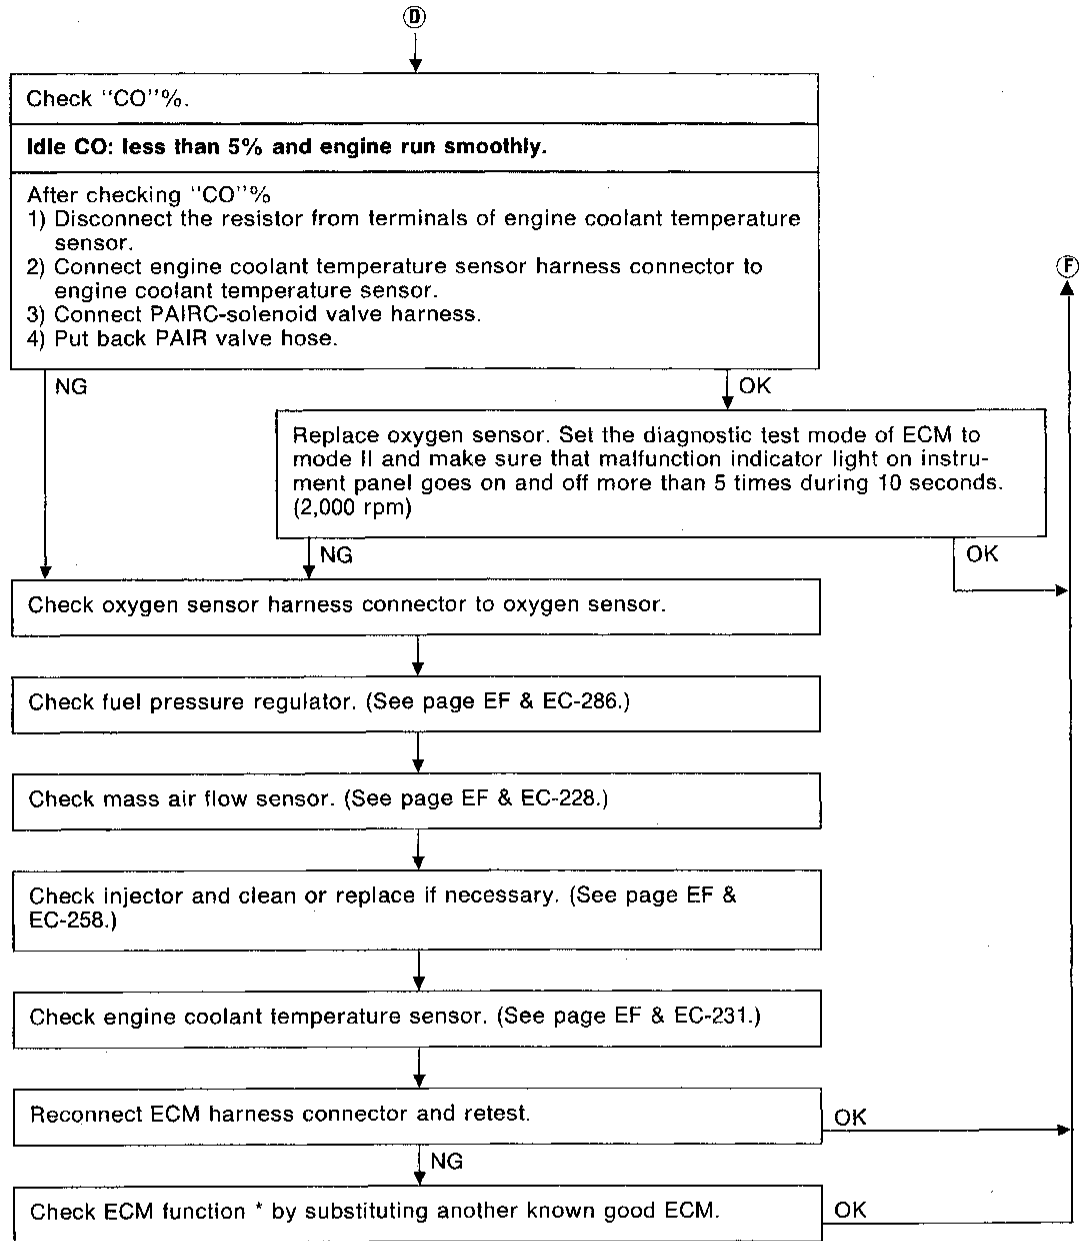 D
Check "CO"%.
Idle CO: less than 5% and engine run smoothly.
After checking "CO"%
1) Disconnect the resistor from terminals of engine coolant temperature
sensor.
2) Connect engine coolant temperature sensor harness connector to
engine coolant temperature sensor.
3) Connect PAIRC-solenoid valve harness.
4) Put back PAIR valve hose.
F
NG
OK
Replace oxygen sensor. Set the diagnostic test mode of ECM to
mode II and make sure that malfunction indicator light on instru-
ment panel goes on and off more than 5 times during 10 seconds.
(2,000 rpm)
NG
OK
Check oxygen sensor harness connector to oxygen sensor.
Check fuel pressure regulator. (See page EF & EC-286.)
Check mass air flow sensor. (See page EF & EC-228.)
Check injector and clean or replace if necessary. (See page EF &
EC-258.)
Check engine coolant temperature sensor. (See page EF & EC-231.)
Reconnect ECM harness connector and retest.
OK
NG
Check ECM function * by substituting another known good ECM.
OK